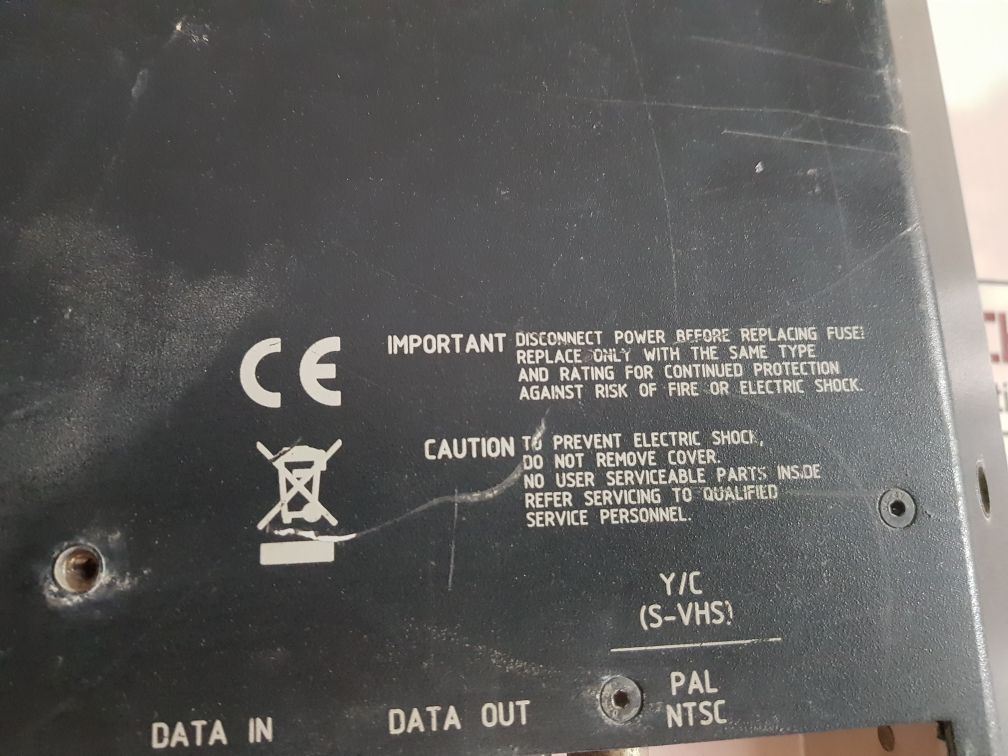 CE
IMPORTANT DISCONNECT POWER BEFORE REPLACING FUSE!
REPLACE ONLY WITH THE SAME TYPE
AND RATING FOR CONTINUED PROTECTION
AGAINST RISK OF FIRE OR ELECTRIC SHOCK.
CAUTION TO PREVENT ELECTRIC SHOCK,
DO NOT REMOVE COVER.
NO USER SERVICEABLE PARTS INSIDE
REFER SERVICING TO QUALIFIED
SERVICE PERSONNEL.
Y/C
(S-VHS)
PAL
NTSC
DATA IN
DATA OUT